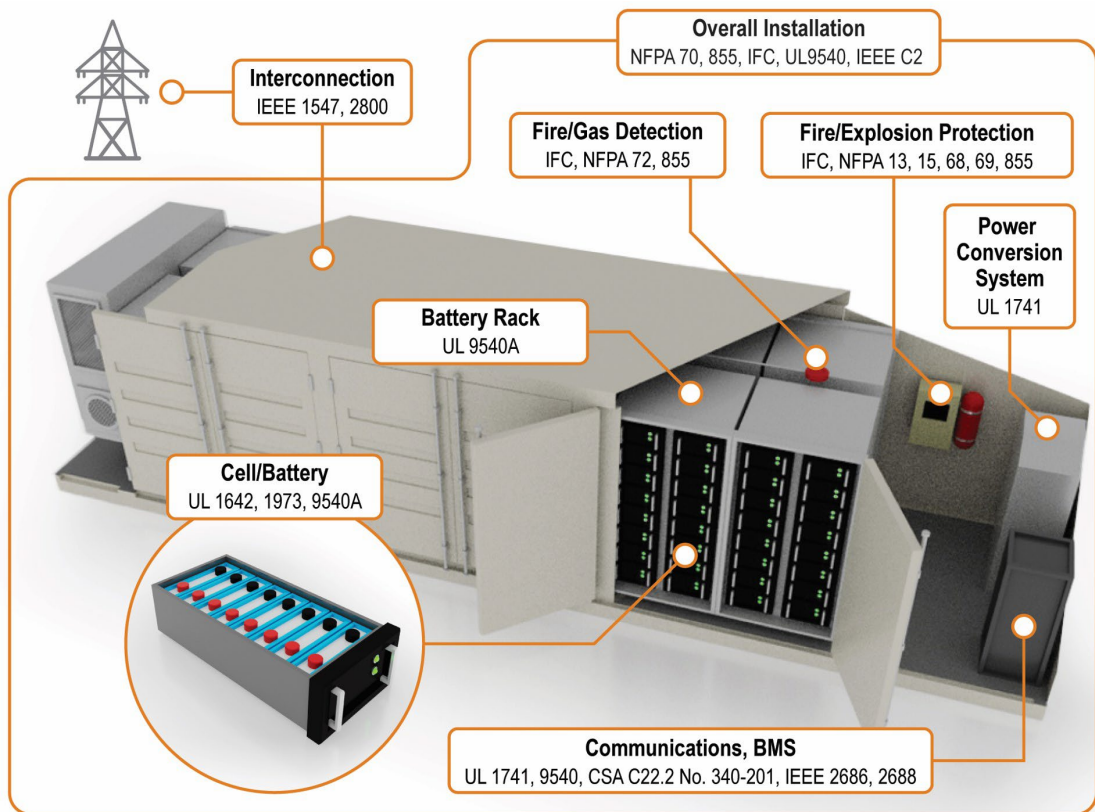 Overall Installation
NFPA 70, 855, IFC, UL9540, IEEE C2
Interconnection
IEEE 1547, 2800
Fire/Gas Detection
IFC, NFPA 72, 855
Fire/Explosion Protection
IFC, NFPA 13, 15, 68, 69, 855
Power
Conversion
System
UL 1741
Battery Rack
UL 9540A
Cell/Battery
UL 1642, 1973, 9540A
Communications, BMS
UL 1741, 9540, CSA C22.2 No. 340-201, IEEE 2686, 2688